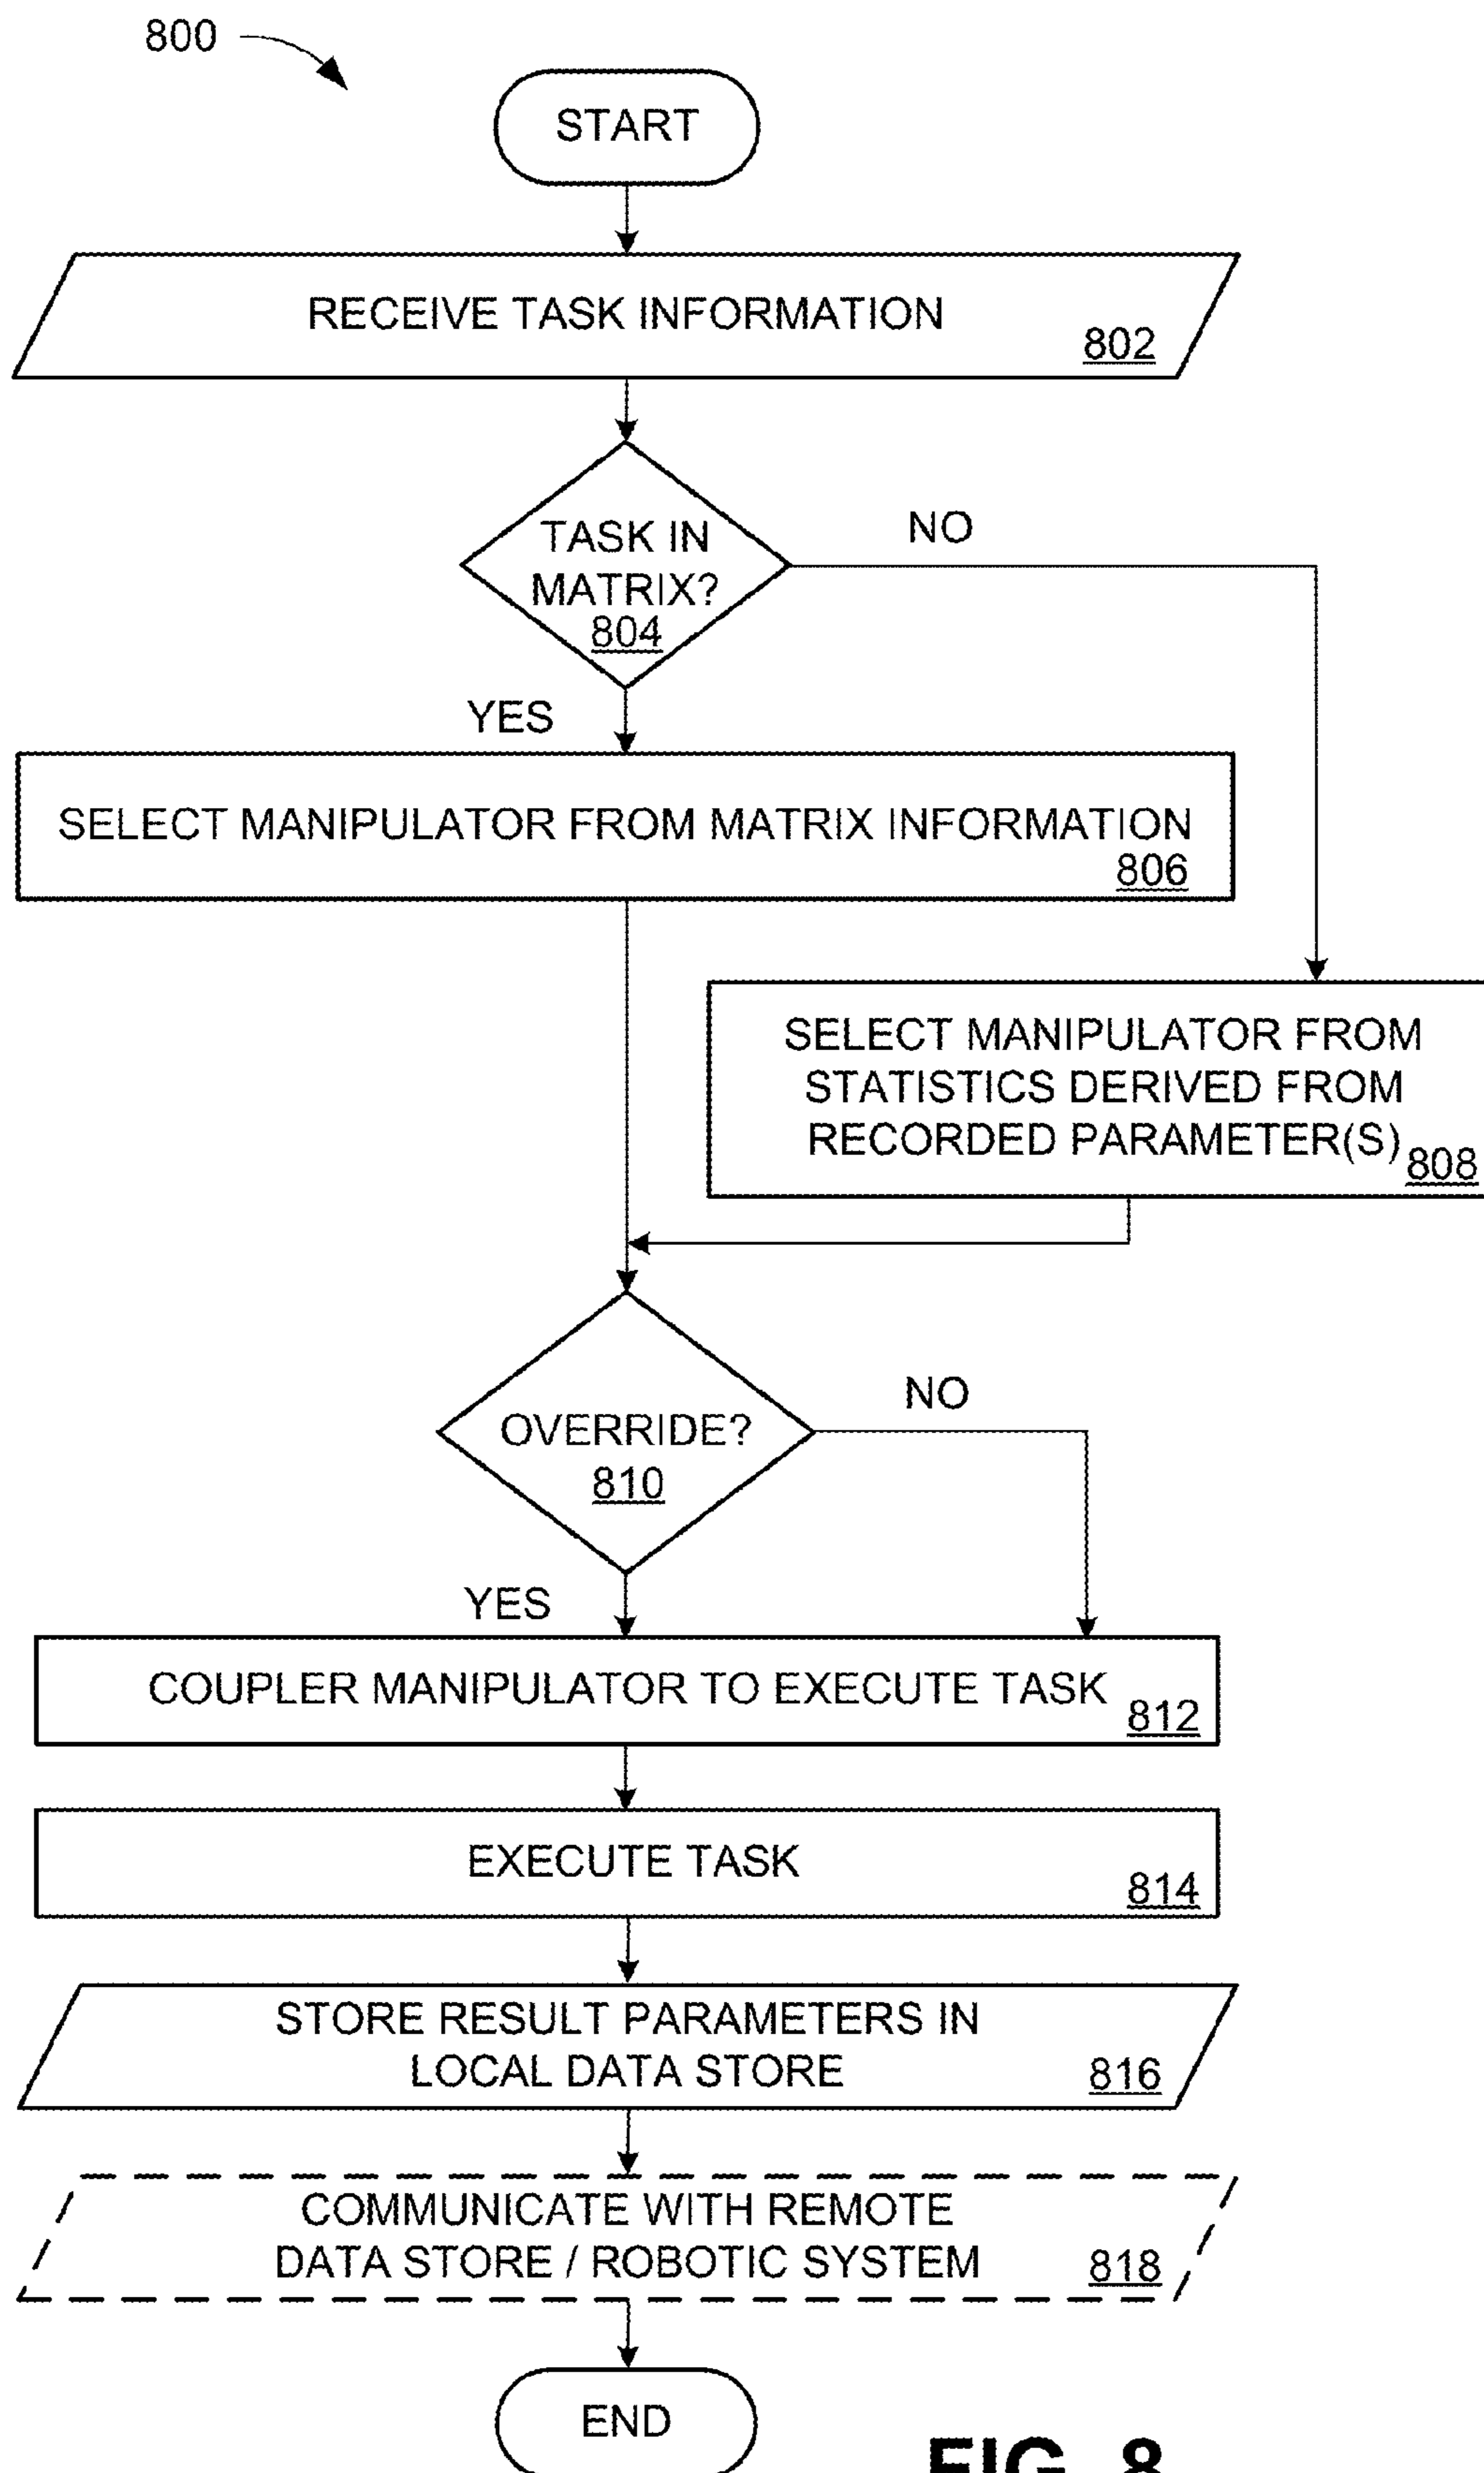 800
START
RECEIVE TASK INFORMATION
802
TASK IN
MATRIX?
804
NO
YES
SELECT MANIPULATOR FROM MATRIX INFORMATION
806
SELECT MANIPULATOR FROM
STATISTICS DERIVED FROM
RECORDED PARAMETER(S)
808
OVERRIDE?
810
NO
YES
COUPLER MANIPULATOR TO EXECUTE TASK
812
EXECUTE TASK
814
STORE RESULT PARAMETERS IN
LOCAL DATA STORE
816
COMMUNICATE WITH REMOTE
DATA STORE / ROBOTIC SYSTEM
818
END
FIG. 8